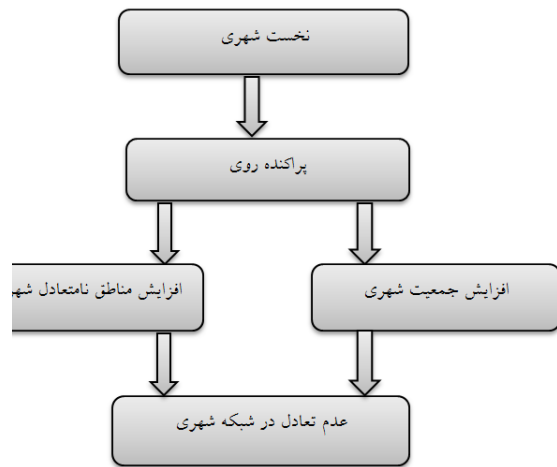 نخست شهری
پراکنده روی
افزایش جمعیت شهری
افزایش مناطق نامتعادل
عدم تعادل در شبکه شهری